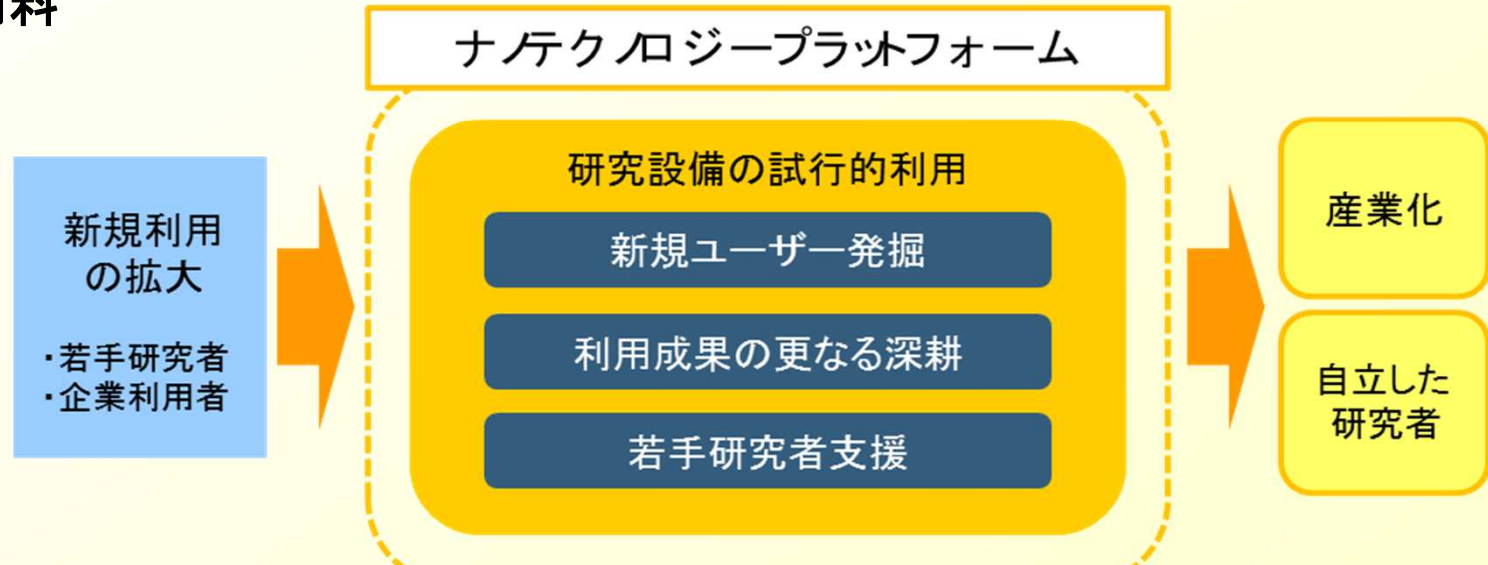 ナノテクノロジープラットフォーム
新規利用
の拡大
・若手研究者
・企業利用者
研究設備の試行的利用
新規ユーザー発掘
利用成果の更なる深耕
若手研究者支援
産業化
自立した
研究者